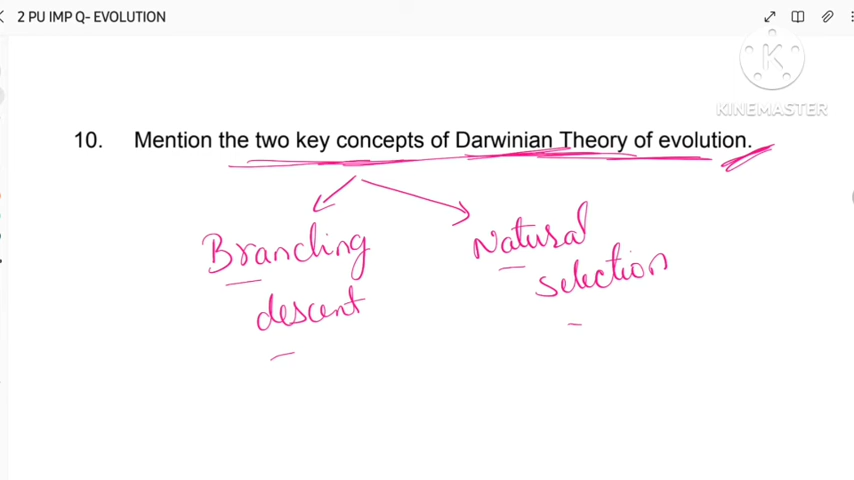 2 PU IMP Q- EVOLUTION
KINEMASTER
10. Mention the two key concepts of Darwinian Theory of evolution.
Branching Natural
descent selection